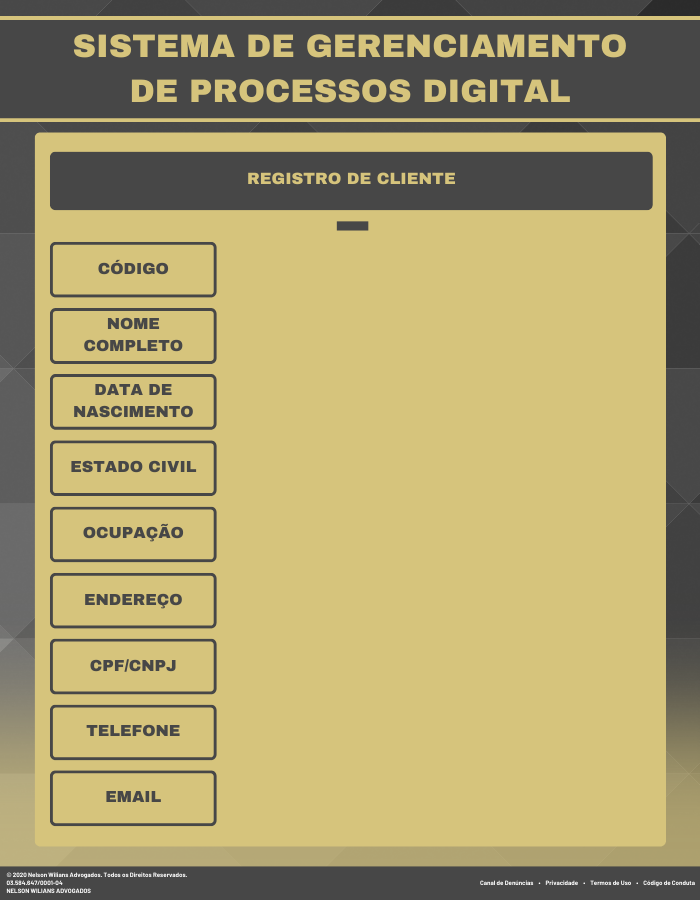 SISTEMA DE GERENCIAMENTO
DE PROCESSOS DIGITAL
REGISTRO DE CLIENTE
CÓDIGO
NOME
COMPLETO
DATA DE
NASCIMENTO
ESTADO CIVIL
OCUPAÇÃO
ENDEREÇO
CPF/CNPJ
TELEFONE
EMAIL
© 2020 Nelson Wilians Advogados. Todos os Direitos Reservados.
03.584.647/0001-04
NELSON WILIANS ADVOGADOS
Canal de Denúncias • Privacidade • Termos de Uso • Código de Conduta